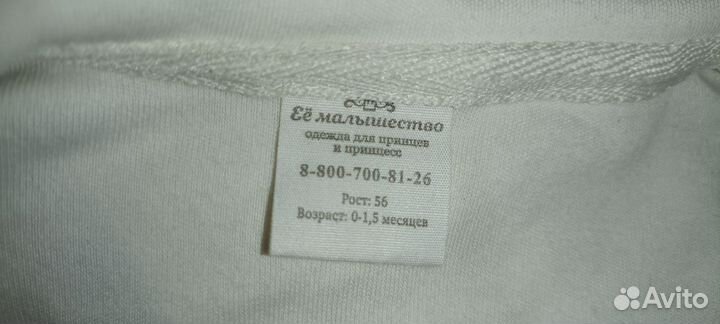 Её малышество
одежда для принцев
и принцесс
8-800-700-81-26
Рост: 56
Возраст: 0-1,5 месяцев
Avito